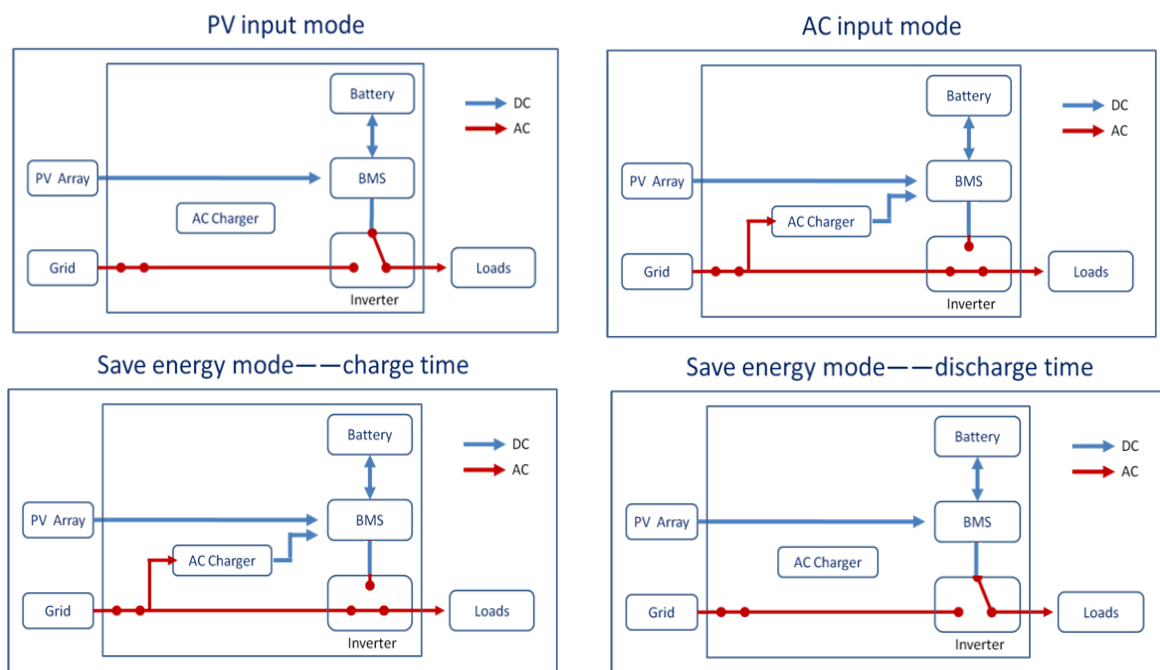 PV input mode
Battery
DC
AC
PV Array
BMS
AC Charger
Grid
Loads
Inverter
AC input mode
Battery
DC
AC
PV Array
BMS
AC Charger
Grid
Loads
Inverter
Save energy mode——charge time
Battery
DC
AC
PV Array
BMS
AC Charger
Grid
Loads
Inverter
Save energy mode——discharge time
Battery
DC
AC
PV Array
BMS
AC Charger
Grid
Loads
Inverter